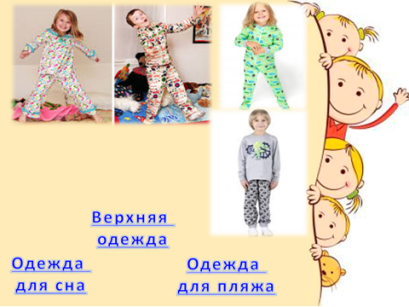 Верхняя
одежда
Одежда
для сна
Одежда
для пляжа